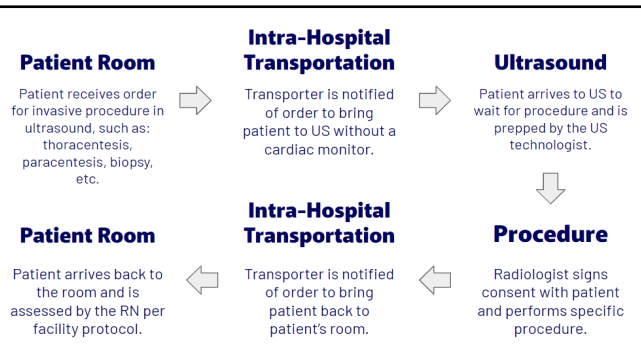 Patient Room
Patient receives order
for invasive procedure in
ultrasound, such as:
thoracentesis,
paracentesis, biopsy,
etc.
Intra-Hospital
Transportation
Transporter is notified
of order to bring
patient to US without a
cardiac monitor.
Ultrasound
Patient arrives to US to
wait for procedure and is
prepped by the US
technologist.
Procedure
Radiologist signs
consent with patient
and performs specific
procedure.
Intra-Hospital
Transportation
Transporter is notified
of order to bring
patient back to
patient's room.
Patient Room
Patient arrives back to
the room and is
assessed by the RN per
facility protocol.